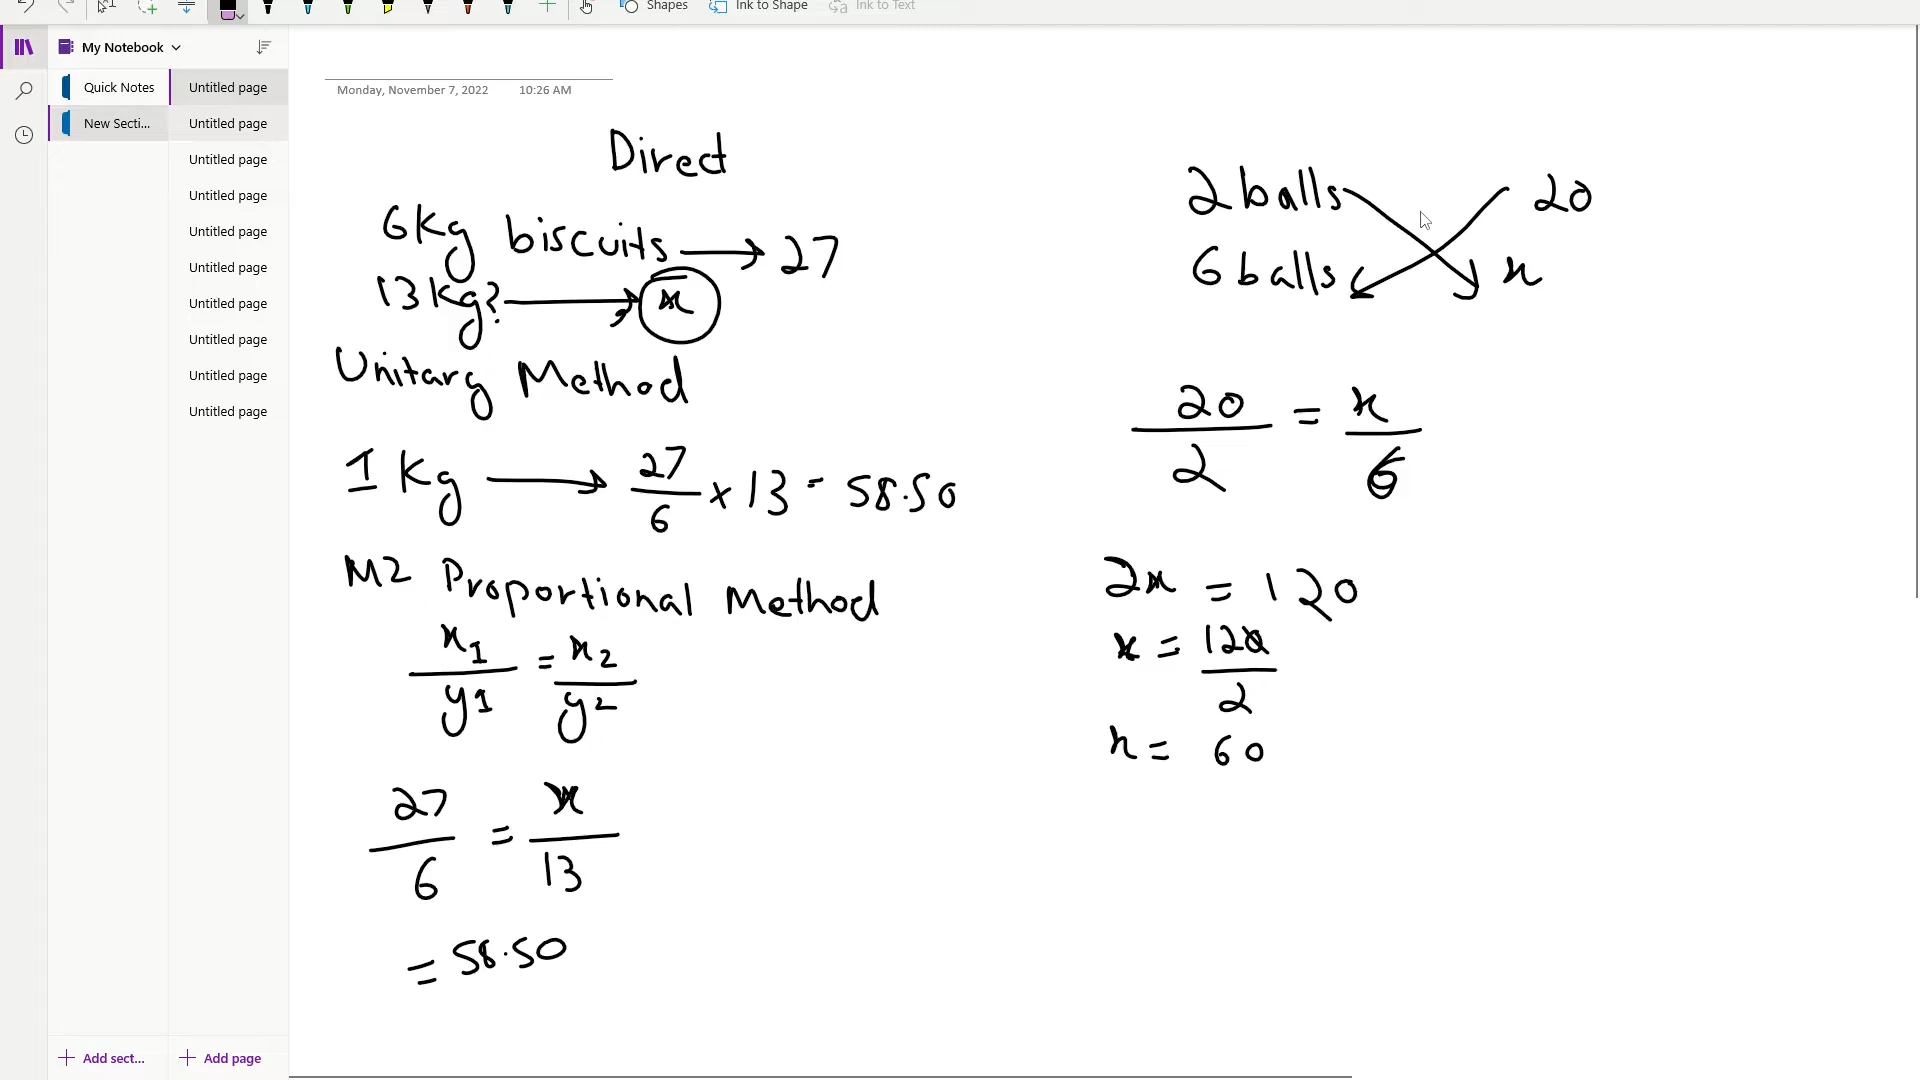 Shapes
Ink to Shape
Ink to Text
My Notebook
Quick Notes
New Secti...
Untitled page
Untitled page
Untitled page
Untitled page
Untitled page
Untitled page
Untitled page
Untitled page
Untitled page
Untitled page
Add sect...
Add page
Monday, November 7, 2022 10:26 AM
Direct
6Kg biscuits → 27
13Kg? → x
Unitary Method
1 Kg → 27/6 × 13 = 58.50
M2 Proportional Method
x1/y1 = x2/y2
27/6 = x/13
= 58.50
2 balls 20
6 balls x
20/2 = x/6
2x = 120
x = 120/2
x = 60